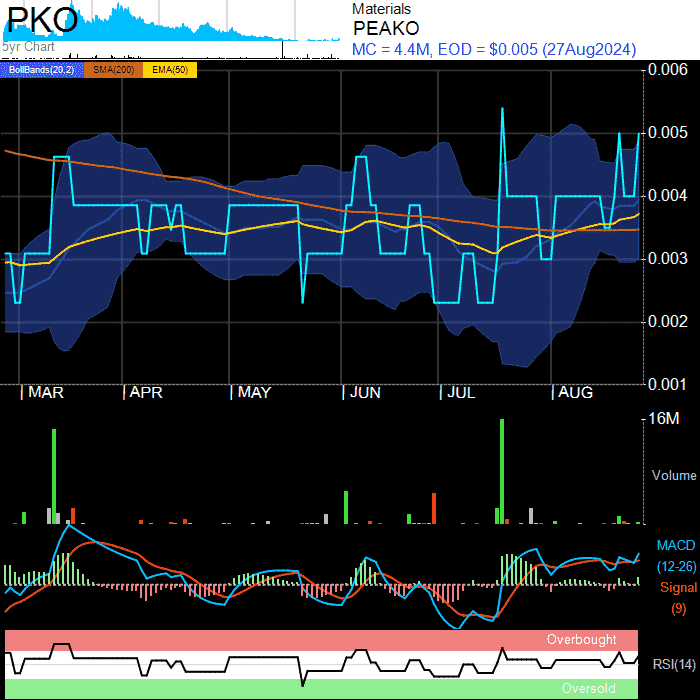 PKO
5yr Chart
Materials
PEAKO
MC = 4.4M, EOD = $0.005 (27Aug2024)
BollBands(20,2) SMA(200) EMA(50)
0.006
0.005
0.004
0.003
0.002
0.001
MAR APR MAY JUN JUL AUG
16M
Volume
MACD
(12-26)
Signal
(9)
Overbought
RSI(14)
Oversold